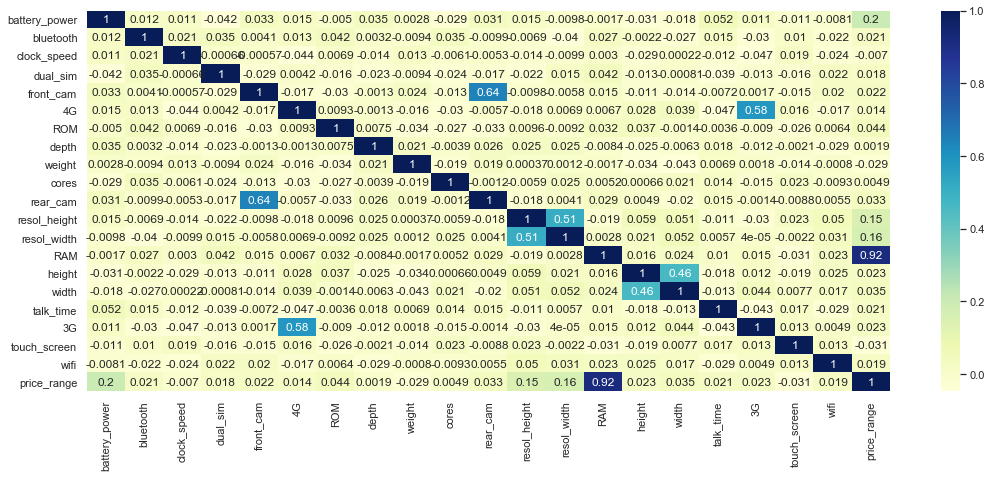 battery_power 1 0.012 0.011 -0.042 0.033 0.015 -0.005 0.035 0.0028 -0.029 0.031 0.015 -0.0098 -0.0017 -0.031 -0.018 0.052 0.011 -0.011 -0.0081 0.2
bluetooth 0.012 1 0.021 0.035 0.0041 0.013 0.042 0.0032 -0.0094 0.035 -0.0099 -0.0069 -0.04 0.027 -0.0022 -0.027 0.015 -0.03 0.01 -0.022 0.021
clock_speed 0.011 0.021 1 -0.00066 -0.00057 -0.044 0.0069 -0.014 0.013 -0.0061 -0.0053 -0.014 -0.0099 0.003 -0.029 0.00022 -0.012 -0.047 0.019 -0.024 -0.007
dual_sim -0.042 0.035 -0.00066 1 -0.029 0.0042 -0.016 -0.023 -0.0094 -0.024 -0.017 -0.022 0.015 0.042 -0.013 -0.00081 -0.039 -0.013 -0.016 0.022 0.018
front_cam 0.033 0.0041 -0.00057 -0.029 1 -0.017 -0.03 -0.0013 0.024 -0.013 0.64 -0.0098 -0.0058 0.015 -0.011 -0.014 -0.0072 0.0017 -0.015 0.02 0.022
4G 0.015 0.013 -0.044 0.0042 -0.017 1 0.0093 -0.0013 -0.016 -0.03 -0.0057 -0.018 0.0069 0.0067 0.028 0.039 -0.047 0.58 0.016 -0.017 0.014
ROM -0.005 0.042 0.0069 -0.016 -0.03 0.0093 1 0.0075 -0.034 -0.027 -0.033 0.0096 -0.0092 0.032 0.037 -0.0014 -0.0036 -0.009 -0.026 0.0064 0.044
depth 0.035 0.0032 -0.014 -0.023 -0.0013 -0.0013 0.0075 1 0.021 -0.0039 0.026 0.025 0.025 -0.0084 -0.025 -0.0063 0.018 -0.012 -0.0021 -0.029 0.0019
weight 0.0028 -0.0094 0.013 -0.0094 0.024 -0.016 -0.034 0.021 1 -0.019 0.019 0.00037 0.0012 -0.0017 -0.034 -0.043 0.0069 0.0018 -0.014 -0.0008 -0.029
cores -0.029 0.035 -0.0061 -0.024 -0.013 -0.03 -0.027 -0.0039 -0.019 1 -0.0012 -0.0059 0.025 0.0052 0.00066 0.021 0.014 -0.015 0.023 -0.0093 0.0049
rear_cam 0.031 -0.0099 -0.0053 -0.017 0.64 -0.0057 -0.033 0.026 0.019 -0.0012 1 -0.018 0.0041 0.029 0.0049 -0.02 0.015 -0.0014 -0.0088 0.0055 0.033
resol_height 0.015 -0.0069 -0.014 -0.022 -0.0098 -0.018 0.0096 0.025 0.00037 -0.0059 -0.018 1 0.51 -0.019 0.059 0.051 -0.011 -0.03 0.023 0.05 0.15
resol_width -0.0098 -0.04 -0.0099 0.015 -0.0058 0.0069 -0.0092 0.025 0.0012 0.025 0.0041 0.51 1 0.0028 0.021 0.052 0.0057 4e-05 -0.0022 0.031 0.16
RAM -0.0017 0.027 0.003 0.042 0.015 0.0067 0.032 -0.0084 -0.0017 0.0052 0.029 -0.019 0.0028 1 0.016 0.024 0.01 0.015 -0.031 0.023 0.92
height -0.031 -0.0022 -0.029 -0.013 -0.011 0.028 0.037 -0.025 -0.034 0.00066 0.0049 0.059 0.021 0.016 1 0.46 -0.018 0.012 -0.019 0.025 0.023
width -0.018 -0.027 0.00022 -0.00081 -0.014 0.039 -0.0014 -0.0063 -0.043 0.021 -0.02 0.051 0.052 0.024 0.46 1 -0.013 0.044 0.0077 0.017 0.035
talk_time 0.052 0.015 -0.012 -0.039 -0.0072 -0.047 -0.0036 0.018 0.0069 0.014 0.015 -0.011 0.0057 0.01 -0.018 -0.013 1 -0.043 0.017 -0.029 0.021
3G 0.011 -0.03 -0.047 -0.013 0.0017 0.58 -0.009 -0.012 0.0018 -0.015 -0.0014 -0.03 4e-05 0.015 0.012 0.044 -0.043 1 0.013 0.0049 0.023
touch_screen -0.011 0.01 0.019 -0.016 -0.015 0.016 -0.026 -0.0021 -0.014 0.023 -0.0088 0.023 -0.0022 -0.031 -0.019 0.0077 0.017 0.013 1 0.013 -0.031
wifi -0.0081 -0.022 -0.024 0.022 0.02 -0.017 0.0064 -0.029 -0.0008 -0.0093 0.0055 0.05 0.031 0.023 0.025 0.017 -0.029 0.0049 0.013 1 0.019
price_range 0.2 0.021 -0.007 0.018 0.022 0.014 0.044 0.0019 -0.029 0.0049 0.033 0.15 0.16 0.92 0.023 0.035 0.021 0.023 -0.031 0.019 1
battery_power
bluetooth
clock_speed
dual_sim
front_cam
4G
ROM
depth
weight
cores
rear_cam
resol_height
resol_width
RAM
height
width
talk_time
3G
touch_screen
wifi
price_range
1.0
0.8
0.6
0.4
0.2
0.0